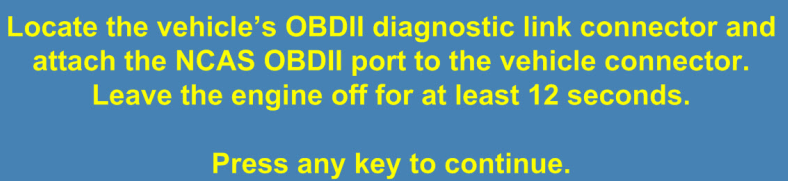 Locate the vehicle’s OBDII diagnostic link connector and
attach the NCAS OBDII port to the vehicle connector.
Leave the engine off for at least 12 seconds.
Press any key to continue.